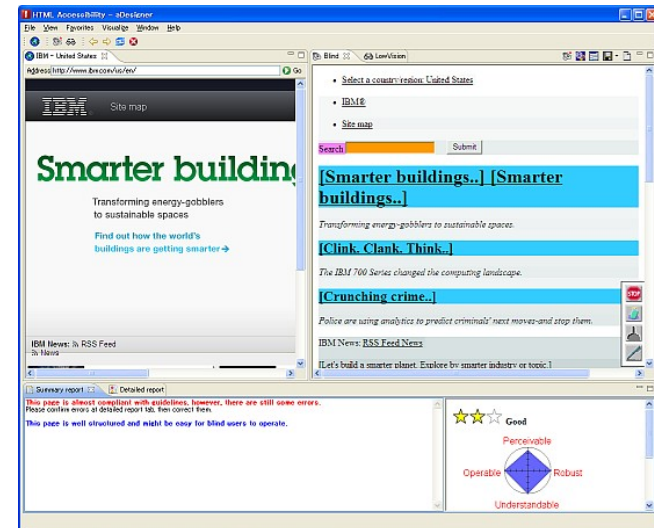 HTML Accessibility - aDesigner
File View Favorites Visualize Window Help
IBM - United States
Address http://www.ibm.com/us/en/ Go
IBM Site map
Smarter building
Transforming energy-gobblers
to sustainable spaces
Find out how the world's
buildings are getting smarter
IBM News: RSS Feed
News
Blind LowVision
Select a country/region: United States
IBM®
Site map
Search Submit
[Smarter buildings..] [Smarter
buildings..]
Transforming energy-gobblers to sustainable spaces.
[Clink. Clank. Think..]
The IBM 700 Series changed the computing landscape.
[Crunching crime..]
Police are using analytics to predict criminals' next moves-and stop them.
IBM News: RSS Feed News
[Let's build a smarter planet. Explore by smarter industry or topic.]
STOP
Summary report Detailed report
This page is almost compliant with guidelines, however, there are still some errors.
Please confirm errors at detailed report tab, then correct them.
This page is well structured and might be easy for blind users to operate.
Good
Perceivable
Operable Robust
Understandable